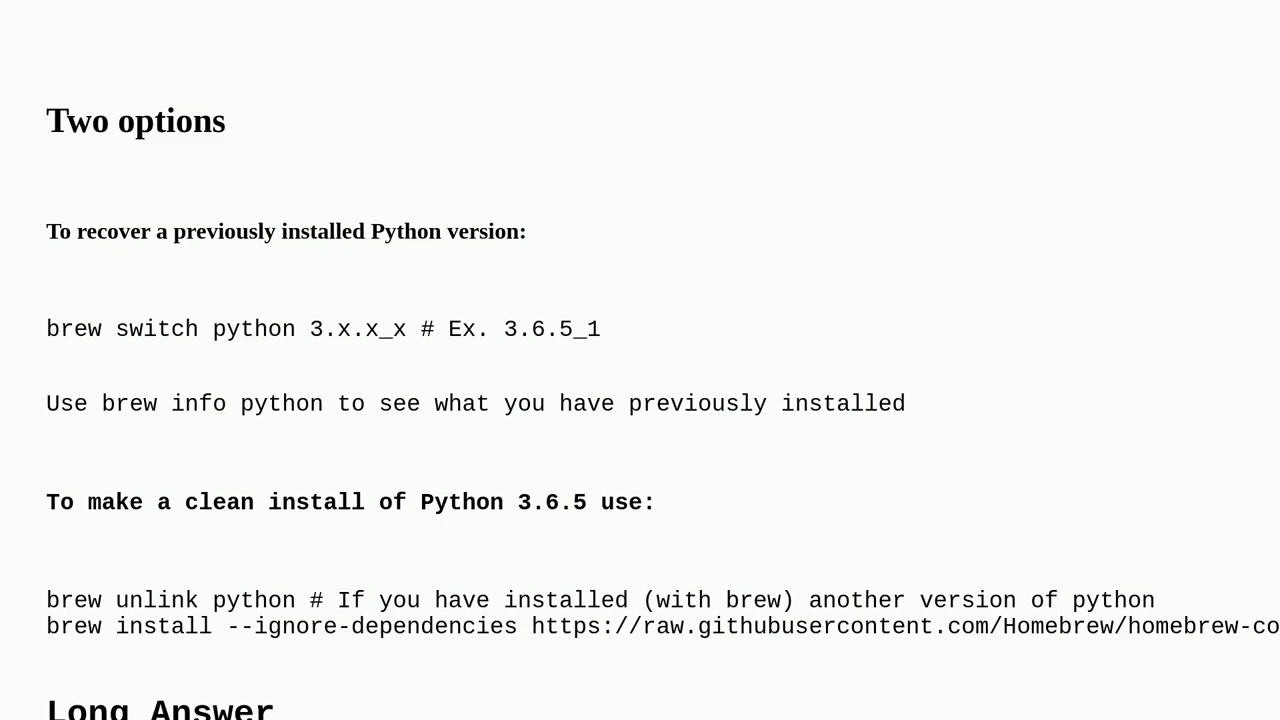 Two options
To recover a previously installed Python version:
brew switch python 3.x.x_x # Ex. 3.6.5_1
Use brew info python to see what you have previously installed
To make a clean install of Python 3.6.5 use:
brew unlink python # If you have installed (with brew) another version of python
brew install --ignore-dependencies https://raw.githubusercontent.com/Homebrew/homebrew-co
Long Answer